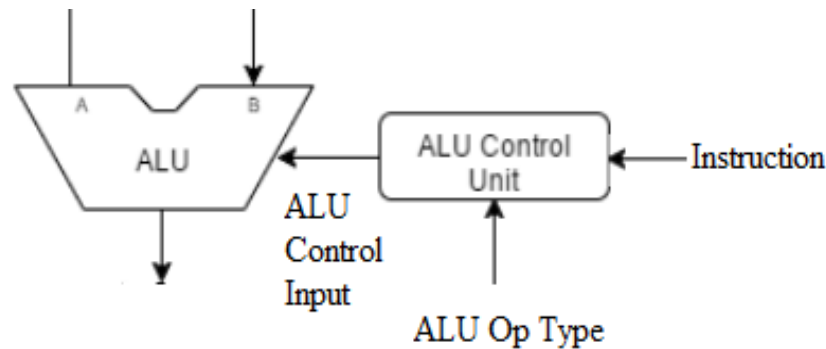 A
B
ALU
ALU Control
Unit
Instruction
ALU
Control
Input
ALU Op Type